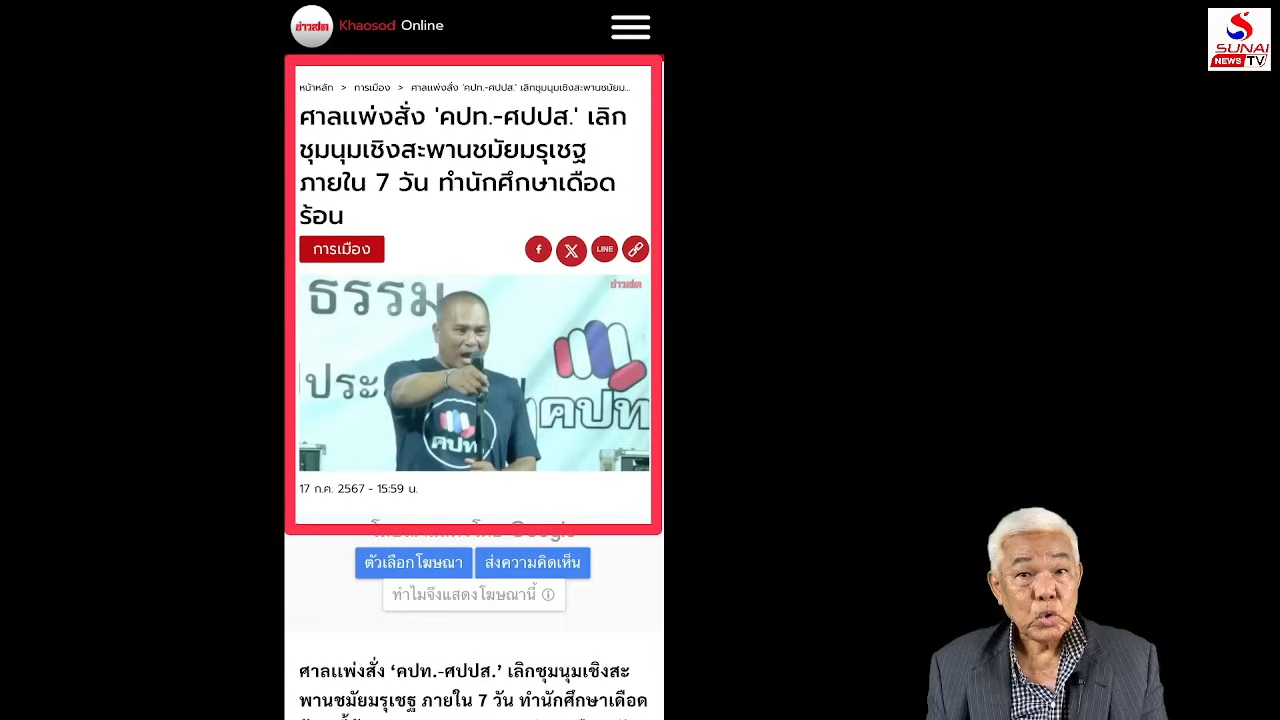 ข่าวสด Khaosod Online
SUNAI
NEWS TV
หน้าหลัก > การเมือง > ศาลแพ่งสั่ง 'คปท.-ศปปส.' เลิกชุมนุมเชิงสะพานชมัยม...
ศาลแพ่งสั่ง 'คปท.-ศปปส.' เลิก
ชุมนุมเชิงสะพานชมัยมรุเชฐ
ภายใน 7 วัน ทำนักศึกษาเดือด
ร้อน
การเมือง
LINE
ข่าวสด
ธรรม
ประ
คปท
คปท
17 ก.ค. 2567 - 15:59 น.
ตัวเลือกโฆษณา ส่งความคิดเห็น
ทำไมจึงแสดงโฆษณานี้
ศาลแพ่งสั่ง ‘คปท.-ศปปส.’ เลิกชุมนุมเชิงสะ
พานชมัยมรุเชฐ ภายใน 7 วัน ทำนักศึกษาเดือด